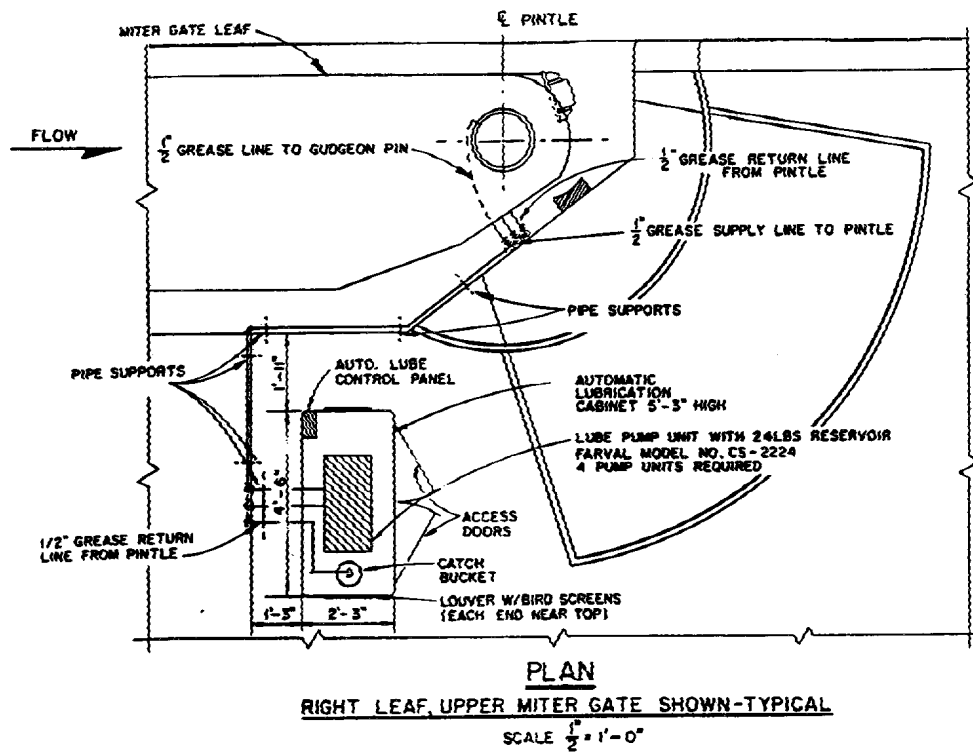 ℄ PINTLE
MITER GATE LEAF
FLOW
1/2" GREASE LINE TO GUDGEON PIN
1/2" GREASE RETURN LINE
FROM PINTLE
1/2" GREASE SUPPLY LINE TO PINTLE
PIPE SUPPORTS
PIPE SUPPORTS
1'-11"
AUTO. LUBE
CONTROL PANEL
AUTOMATIC
LUBRICATION
CABINET 5'-3" HIGH
LUBE PUMP UNIT WITH 24LBS RESERVOIR
FARVAL MODEL NO. CS-2224
4 PUMP UNITS REQUIRED
4'-6"
ACCESS
DOORS
1/2" GREASE RETURN
LINE FROM PINTLE
CATCH
BUCKET
LOUVER W/BIRD SCREENS
(EACH END NEAR TOP)
1'-3"
2'-3"
PLAN
RIGHT LEAF, UPPER MITER GATE SHOWN-TYPICAL
SCALE 1/2" = 1'-0"